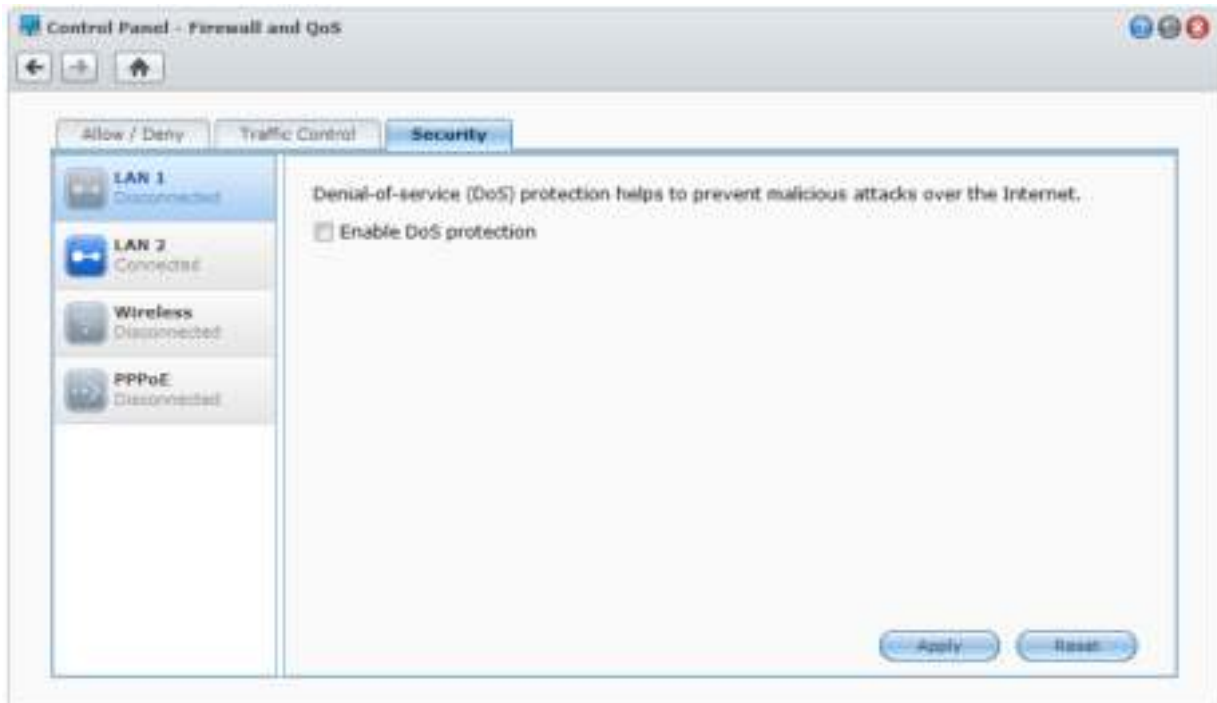 Control Panel - Firewall and QoS
Allow / Deny
Traffic Control
Security
LAN 1
Disconnected
LAN 2
Connected
Wireless
Disconnected
PPPoE
Disconnected
Denial-of-service (DoS) protection helps to prevent malicious attacks over the Internet.
Enable DoS protection
Apply
Reset